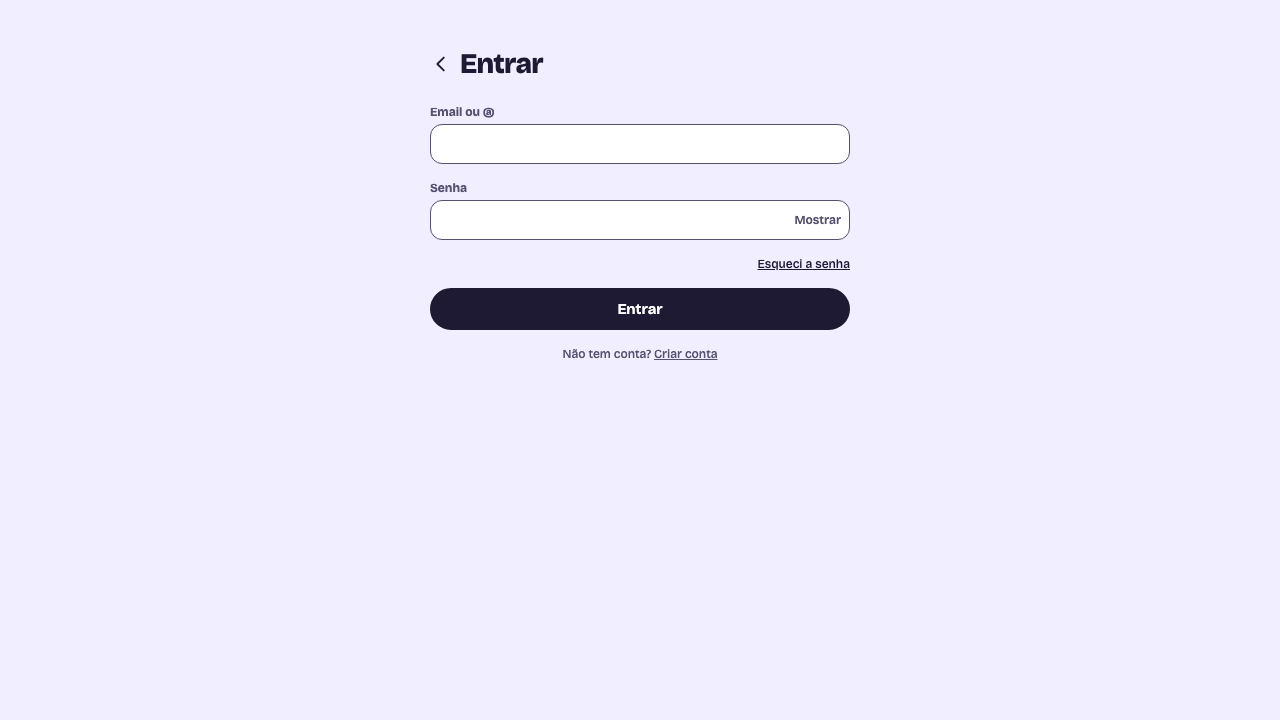 Entrar
Email ou @
Senha
Mostrar
Esqueci a senha
Entrar
Não tem conta? Criar conta